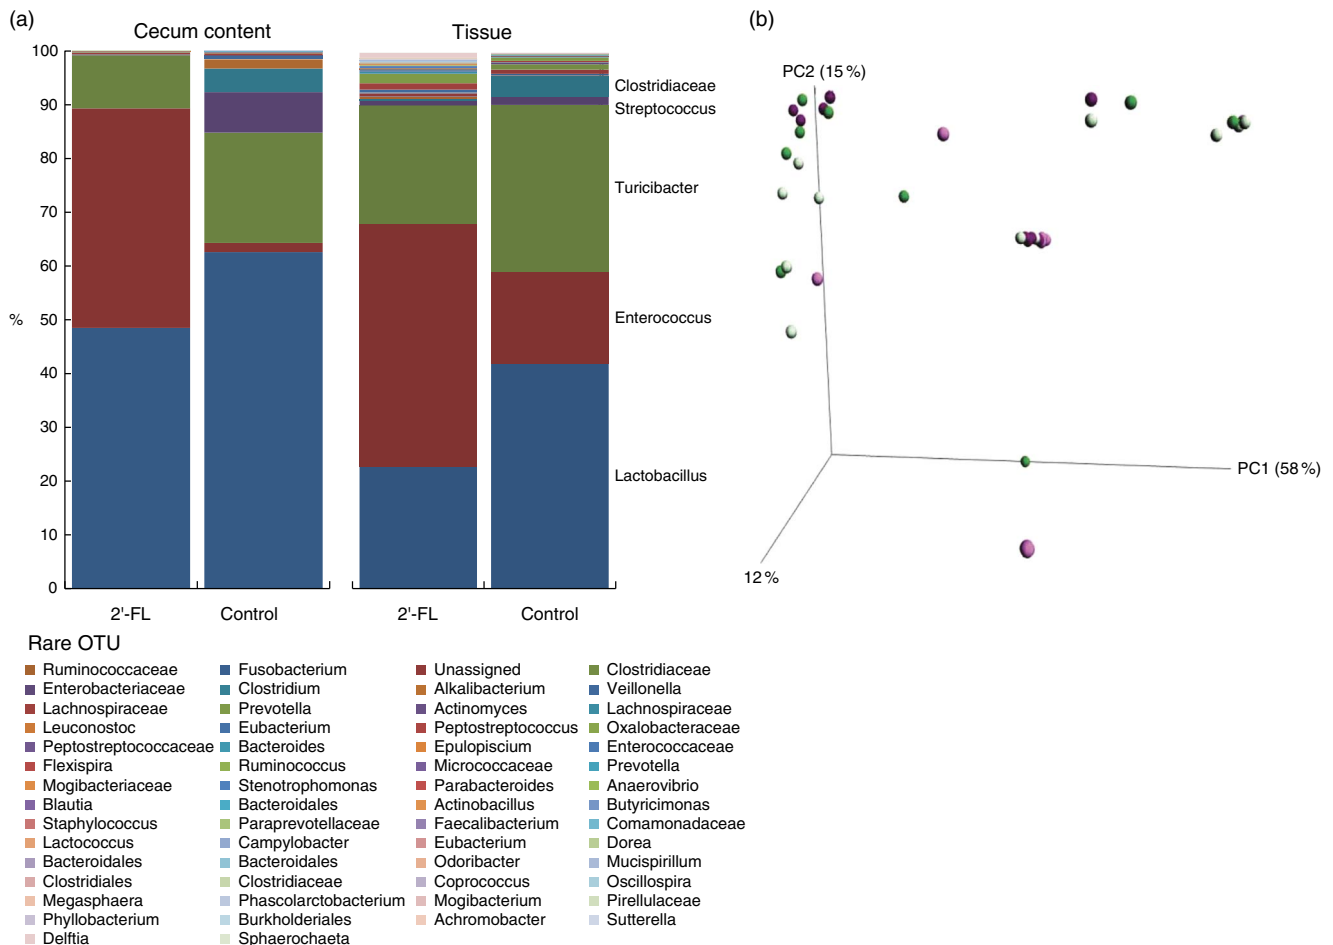 (a)
Cecum content
Tissue
100
90
80
70
60
50
40
30
20
10
0
%
Clostridiaceae
Streptococcus
Turicibacter
Enterococcus
Lactobacillus
2'-FL Control 2'-FL Control
(b)
PC2 (15 %)
PC1 (58 %)
12 %
Rare OTU
Ruminococcaceae Fusobacterium Unassigned Clostridiaceae
Enterobacteriaceae Clostridium Alkalibacterium Veillonella
Lachnospiraceae Prevotella Actinomyces Lachnospiraceae
Leuconostoc Eubacterium Peptostreptococcus Oxalobacteraceae
Peptostreptococcaceae Bacteroides Epulopiscium Enterococcaceae
Flexispira Ruminococcus Micrococcaceae Prevotella
Mogibacteriaceae Stenotrophomonas Parabacteroides Anaerovibrio
Blautia Bacteroidales Actinobacillus Butyricimonas
Staphylococcus Paraprevotellaceae Faecalibacterium Comamonadaceae
Lactococcus Campylobacter Eubacterium Dorea
Bacteroidales Bacteroidales Odoribacter Mucispirillum
Clostridiales Clostridiaceae Coprococcus Oscillospira
Megasphaera Phascolarctobacterium Mogibacterium Pirellulaceae
Phyllobacterium Burkholderiales Achromobacter Sutterella
Delftia Sphaerochaeta